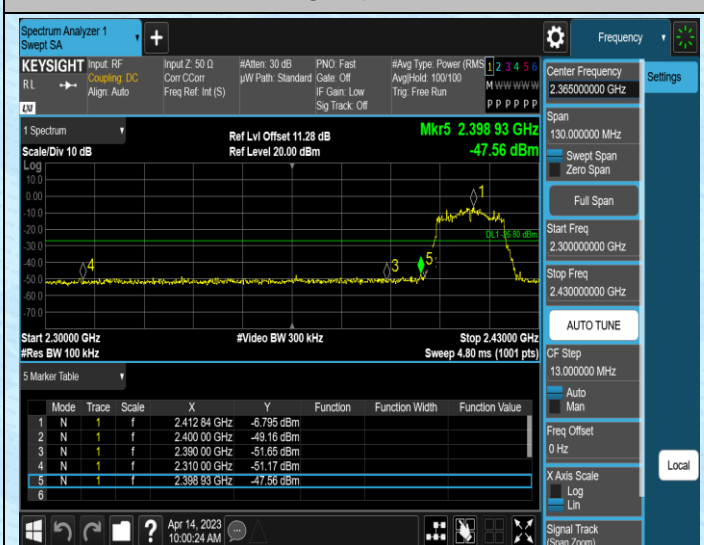 Spectrum Analyzer 1
Swept SA
+
Frequency
KEYSIGHT
RL
LXI
Input: RF
Coupling: DC
Align: Auto
Input Z: 50 Ω
Corr CCorr
Freq Ref: Int (S)
#Atten: 30 dB
µW Path: Standard
PNO: Fast
Gate: Off
IF Gain: Low
Sig Track: Off
#Avg Type: Power (RMS
Avg|Hold: 100/100
Trig: Free Run
1 2 3 4 5 6
M W W W W W
P P P P P P
1 Spectrum
Scale/Div 10 dB
Ref Lvl Offset 11.28 dB
Ref Level 20.00 dBm
Mkr5 2.398 93 GHz
-47.56 dBm
Log
10.0
0.00
-10.0
-20.0
-30.0
-40.0
-50.0
-60.0
-70.0
1
DL1 -26.80 dBm
4
3
5
Start 2.30000 GHz
#Res BW 100 kHz
#Video BW 300 kHz
Stop 2.43000 GHz
Sweep 4.80 ms (1001 pts)
5 Marker Table
Mode Trace Scale X Y Function Function Width Function Value
1 N 1 f 2.412 84 GHz -6.795 dBm
2 N 1 f 2.400 00 GHz -49.16 dBm
3 N 1 f 2.390 00 GHz -51.65 dBm
4 N 1 f 2.310 00 GHz -51.17 dBm
5 N 1 f 2.398 93 GHz -47.56 dBm
6
?
Apr 14, 2023
10:00:24 AM
Center Frequency
2.365000000 GHz
Settings
Span
130.000000 MHz
Swept Span
Zero Span
Full Span
Start Freq
2.300000000 GHz
Stop Freq
2.430000000 GHz
AUTO TUNE
CF Step
13.000000 MHz
Auto
Man
Freq Offset
0 Hz
Local
X Axis Scale
Log
Lin
Signal Track
(Span Zoom)